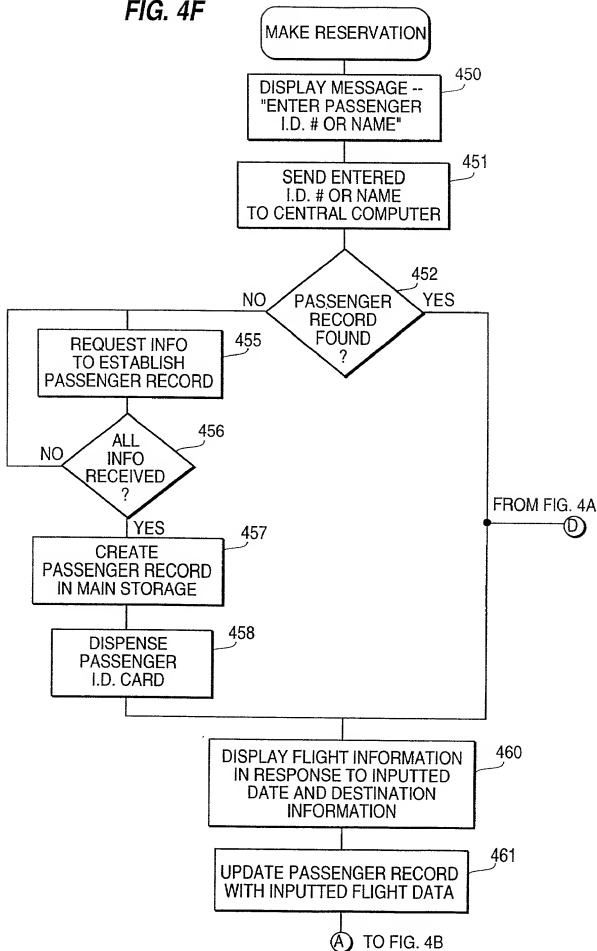 FIG. 4F
MAKE RESERVATION
450
DISPLAY MESSAGE --
"ENTER PASSENGER
I.D. # OR NAME"
451
SEND ENTERED
I.D. # OR NAME
TO CENTRAL COMPUTER
452
NO
PASSENGER
RECORD
FOUND
?
YES
455
REQUEST INFO
TO ESTABLISH
PASSENGER RECORD
456
NO
ALL
INFO
RECEIVED
?
YES
FROM FIG. 4A
D
457
CREATE
PASSENGER RECORD
IN MAIN STORAGE
458
DISPENSE
PASSENGER
I.D. CARD
460
DISPLAY FLIGHT INFORMATION
IN RESPONSE TO INPUTTED
DATE AND DESTINATION
INFORMATION
461
UPDATE PASSENGER RECORD
WITH INPUTTED FLIGHT DATA
A TO FIG. 4B